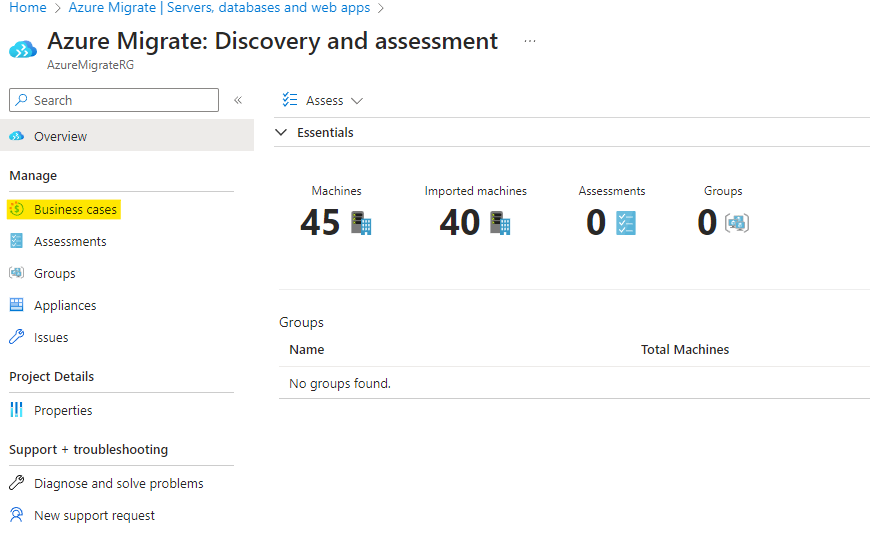 Home > Azure Migrate | Servers, databases and web apps >
Azure Migrate: Discovery and assessment ...
AzureMigrateRG
Search «
Overview
Manage
Business cases
Assessments
Groups
Appliances
Issues
Project Details
Properties
Support + troubleshooting
Diagnose and solve problems
New support request
Assess
Essentials
Machines Imported machines Assessments Groups
45 40 0 0
Groups
Name Total Machines
No groups found.